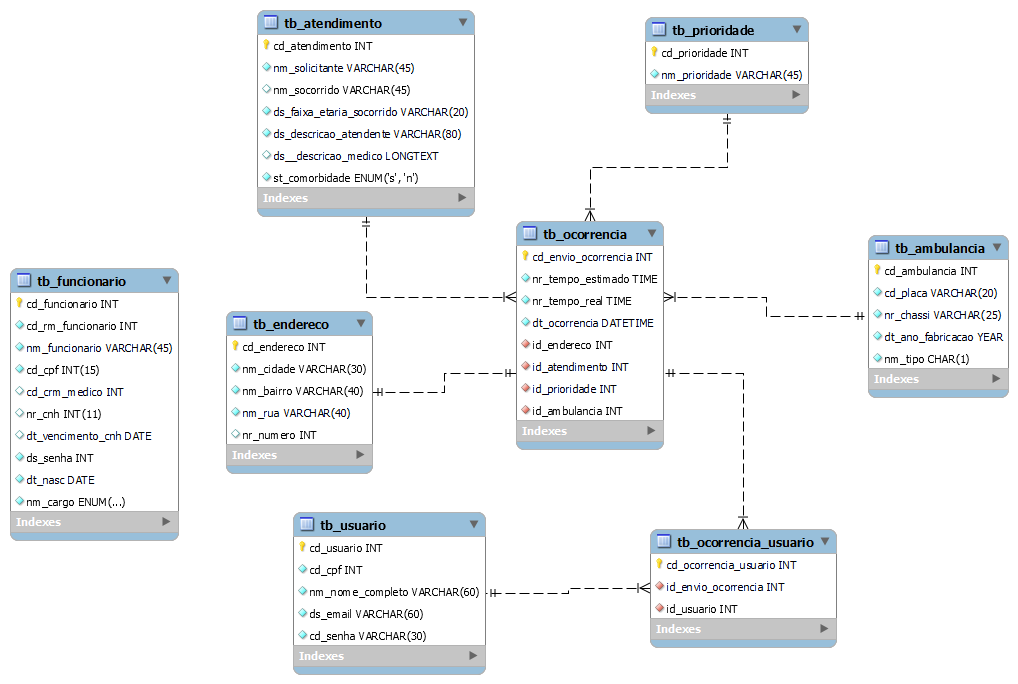 tb_atendimento
cd_atendimento INT
nm_solicitante VARCHAR(45)
nm_socorrido VARCHAR(45)
ds_faixa_etaria_socorrido VARCHAR(20)
ds_descricao_atendente VARCHAR(80)
ds__descricao_medico LONGTEXT
st_comorbidade ENUM('s','n')
Indexes
tb_prioridade
cd_prioridade INT
nm_prioridade VARCHAR(45)
Indexes
tb_ocorrencia
cd_envio_ocorrencia INT
nr_tempo_estimado TIME
nr_tempo_real TIME
dt_ocorrencia DATETIME
id_endereco INT
id_atendimento INT
id_prioridade INT
id_ambulancia INT
Indexes
tb_ambulancia
cd_ambulancia INT
cd_placa VARCHAR(20)
nr_chassi VARCHAR(25)
dt_ano_fabricacao YEAR
nm_tipo CHAR(1)
Indexes
tb_funcionario
cd_funcionario INT
cd_rm_funcionario INT
nm_funcionario VARCHAR(45)
cd_cpf INT(15)
cd_crm_medico INT
nr_cnh INT(11)
dt_vencimento_cnh DATE
ds_senha INT
dt_nasc DATE
nm_cargo ENUM(...)
Indexes
tb_endereco
cd_endereco INT
nm_cidade VARCHAR(30)
nm_bairro VARCHAR(40)
nm_rua VARCHAR(40)
nr_numero INT
Indexes
tb_usuario
cd_usuario INT
cd_cpf INT
nm_nome_completo VARCHAR(60)
ds_email VARCHAR(60)
cd_senha VARCHAR(30)
Indexes
tb_ocorrencia_usuario
cd_ocorrencia_usuario INT
id_envio_ocorrencia INT
id_usuario INT
Indexes